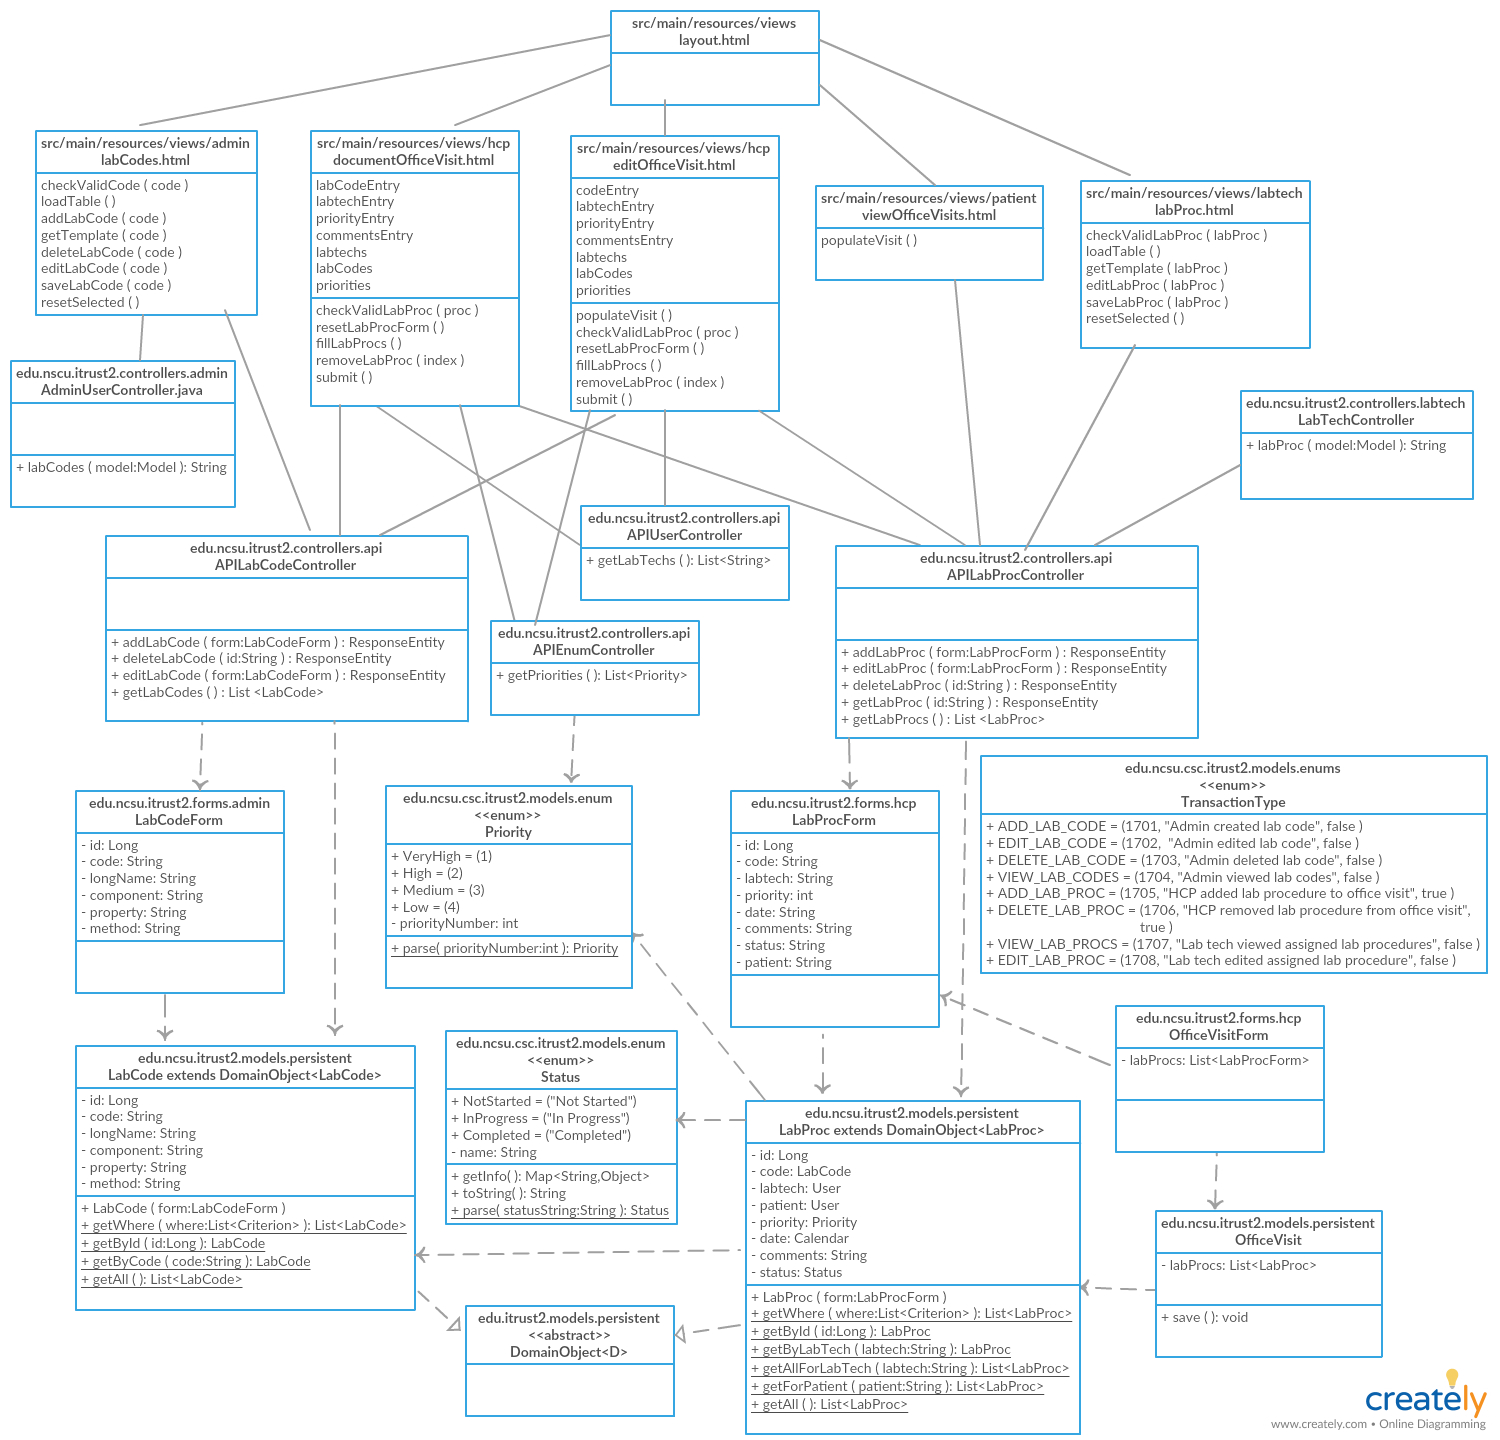 src/main/resources/views
layout.html
src/main/resources/views/admin
labCodes.html
checkValidCode ( code )
loadTable ( )
addLabCode ( code )
getTemplate ( code )
deleteLabCode ( code )
editLabCode ( code )
saveLabCode ( code )
resetSelected ( )
src/main/resources/views/hcp
documentOfficeVisit.html
labCodeEntry
labtechEntry
priorityEntry
commentsEntry
labtechs
labCodes
priorities
checkValidLabProc ( proc )
resetLabProcForm ( )
fillLabProcs ( )
removeLabProc ( index )
submit ( )
src/main/resources/views/hcp
editOfficeVisit.html
codeEntry
labtechEntry
priorityEntry
commentsEntry
labtechs
labCodes
priorities
populateVisit ( )
checkValidLabProc ( proc )
resetLabProcForm ( )
fillLabProcs ( )
removeLabProc ( index )
submit ( )
src/main/resources/views/patient
viewOfficeVisits.html
populateVisit ( )
src/main/resources/views/labtech
labProc.html
checkValidLabProc ( labProc )
loadTable ( )
getTemplate ( labProc )
editLabProc ( labProc )
saveLabProc ( labProc )
resetSelected ( )
edu.nscu.itrust2.controllers.admin
AdminUserController.java
+ labCodes ( model:Model ): String
edu.ncsu.itrust2.controllers.labtech
LabTechController
+ labProc ( model:Model ): String
edu.ncsu.itrust2.controllers.api
APILabCodeController
+ addLabCode ( form:LabCodeForm ) : ResponseEntity
+ deleteLabCode ( id:String ) : ResponseEntity
+ editLabCode ( form:LabCodeForm ) : ResponseEntity
+ getLabCodes ( ) : List <LabCode>
edu.ncsu.itrust2.controllers.api
APIUserController
+ getLabTechs ( ): List<String>
edu.ncsu.itrust2.controllers.api
APIEnumController
+ getPriorities ( ): List<Priority>
edu.ncsu.itrust2.controllers.api
APILabProcController
+ addLabProc ( form:LabProcForm ) : ResponseEntity
+ editLabProc ( form:LabProcForm ) : ResponseEntity
+ deleteLabProc ( id:String ) : ResponseEntity
+ getLabProc ( id:String ) : ResponseEntity
+ getLabProcs ( ) : List <LabProc>
edu.ncsu.itrust2.forms.admin
LabCodeForm
- id: Long
- code: String
- longName: String
- component: String
- property: String
- method: String
edu.ncsu.csc.itrust2.models.enum
<<enum>>
Priority
+ VeryHigh = (1)
+ High = (2)
+ Medium = (3)
+ Low = (4)
- priorityNumber: int
+ parse( priorityNumber:int ): Priority
edu.ncsu.itrust2.forms.hcp
LabProcForm
- id: Long
- code: String
- labtech: String
- priority: int
- date: String
- comments: String
- status: String
- patient: String
edu.ncsu.csc.itrust2.models.enums
<<enum>>
TransactionType
+ ADD_LAB_CODE = (1701, "Admin created lab code", false )
+ EDIT_LAB_CODE = (1702,  "Admin edited lab code", false )
+ DELETE_LAB_CODE = (1703, "Admin deleted lab code", false )
+ VIEW_LAB_CODES = (1704, "Admin viewed lab codes", false )
+ ADD_LAB_PROC = (1705, "HCP added lab procedure to office visit", true )
+ DELETE_LAB_PROC = (1706, "HCP removed lab procedure from office visit",
true )
+ VIEW_LAB_PROCS = (1707, "Lab tech viewed assigned lab procedures", false )
+ EDIT_LAB_PROC = (1708, "Lab tech edited assigned lab procedure", false )
edu.ncsu.itrust2.forms.hcp
OfficeVisitForm
- labProcs: List<LabProcForm>
edu.ncsu.itrust2.models.persistent
LabCode extends DomainObject<LabCode>
- id: Long
- code: String
- longName: String
- component: String
- property: String
- method: String
+ LabCode ( form:LabCodeForm )
+ getWhere ( where:List<Criterion> ): List<LabCode>
+ getById ( id:Long ): LabCode
+ getByCode ( code:String ): LabCode
+ getAll ( ): List<LabCode>
edu.ncsu.csc.itrust2.models.enum
<<enum>>
Status
+ NotStarted = ("Not Started")
+ InProgress = ("In Progress")
+ Completed = ("Completed")
- name: String
+ getInfo( ): Map<String,Object>
+ toString( ): String
+ parse( statusString:String ): Status
edu.ncsu.itrust2.models.persistent
LabProc extends DomainObject<LabProc>
- id: Long
- code: LabCode
- labtech: User
- patient: User
- priority: Priority
- date: Calendar
- comments: String
- status: Status
+ LabProc ( form:LabProcForm )
+ getWhere ( where:List<Criterion> ): List<LabProc>
+ getById ( id:Long ): LabProc
+ getByLabTech ( labtech:String ): LabProc
+ getAllForLabTech ( labtech:String ): List<LabProc>
+ getForPatient ( patient:String ): List<LabProc>
+ getAll ( ): List<LabProc>
edu.ncsu.itrust2.models.persistent
OfficeVisit
- labProcs: List<LabProc>
+ save ( ): void
edu.itrust2.models.persistent
<<abstract>>
DomainObject<D>
creately
www.creately.com • Online Diagramming